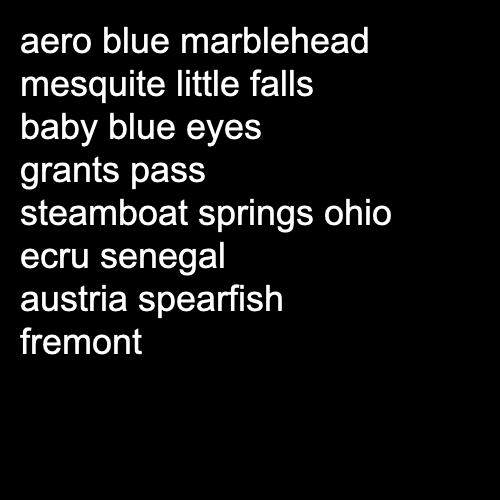 aero blue marblehead
mesquite little falls
baby blue eyes
grants pass
steamboat springs ohio
ecru senegal
austria spearfish
fremont